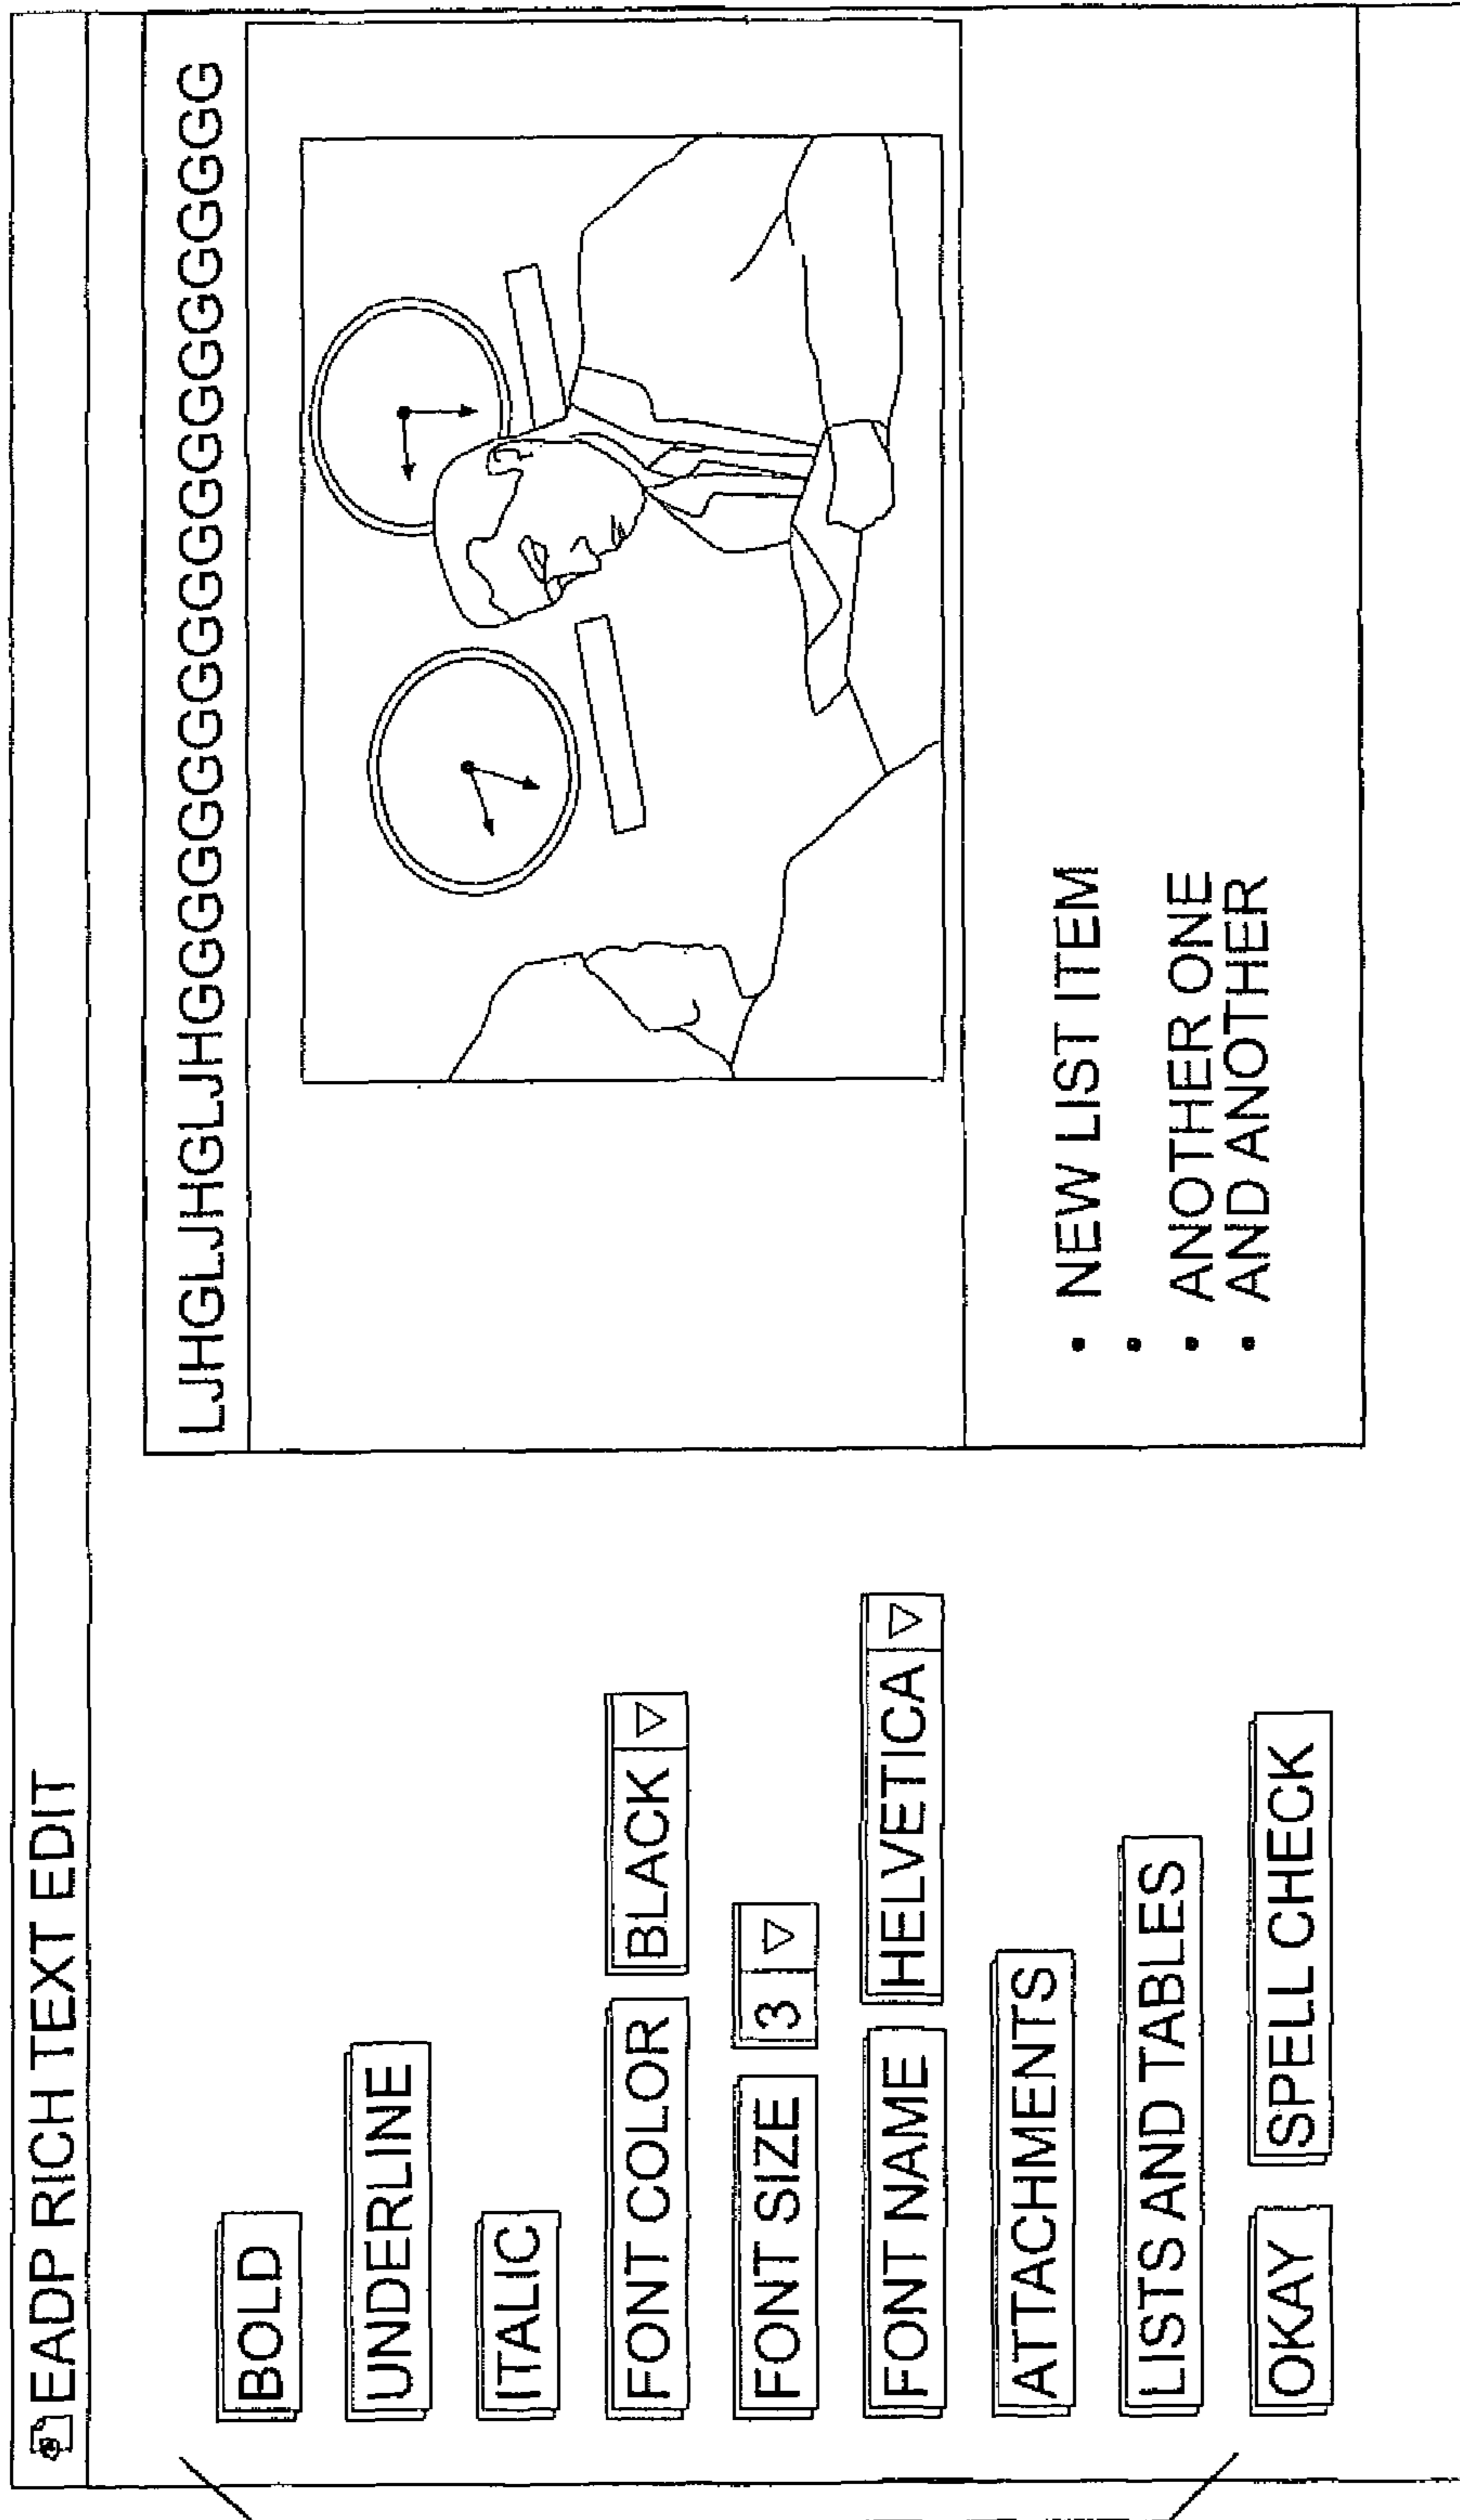 EADP RICH TEXT EDIT
BOLD
UNDERLINE
ITALIC
FONT COLOR BLACK
FONT SIZE 3
FONT NAME HELVETICA
ATTACHMENTS
LISTS AND TABLES
OKAY SPELL CHECK
LJHGLJHGLJHGGGGGGGGGGGGGGGGG
• NEW LIST ITEM
•
• ANOTHER ONE
• AND ANOTHER